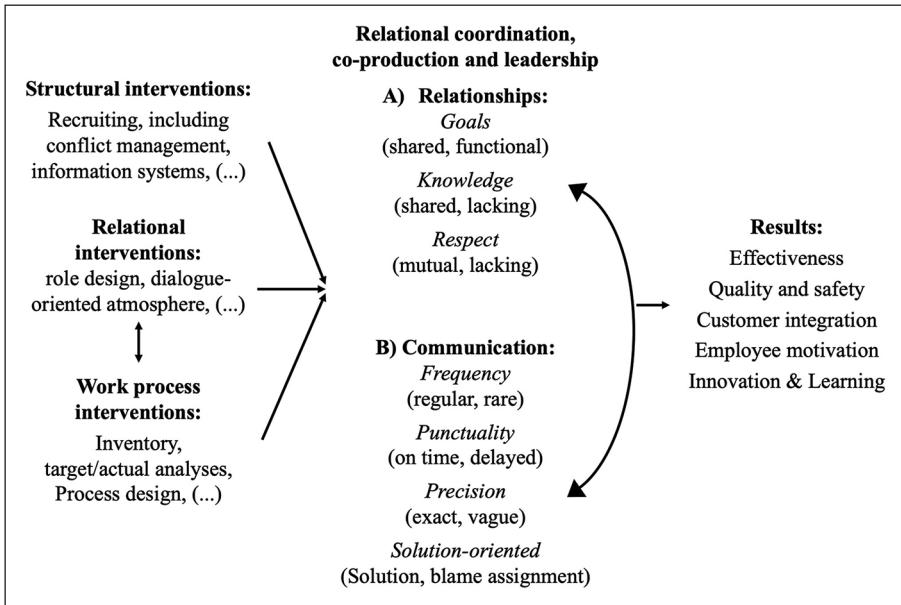 Structural interventions:
Recruiting, including
conflict management,
information systems, (...)
Relational
interventions:
role design, dialogue-
oriented atmosphere, (...)
Work process
interventions:
Inventory,
target/actual analyses,
Process design, (...)
Relational coordination,
co-production and leadership
A) Relationships:
Goals
(shared, functional)
Knowledge
(shared, lacking)
Respect
(mutual, lacking)
B) Communication:
Frequency
(regular, rare)
Punctuality
(on time, delayed)
Precision
(exact, vague)
Solution-oriented
(Solution, blame assignment)
Results:
Effectiveness
Quality and safety
Customer integration
Employee motivation
Innovation & Learning